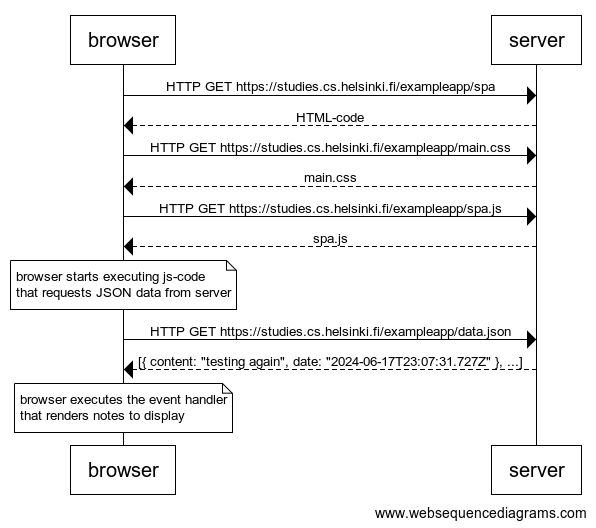 browser
server
HTTP GET https://studies.cs.helsinki.fi/exampleapp/spa
HTML-code
HTTP GET https://studies.cs.helsinki.fi/exampleapp/main.css
main.css
HTTP GET https://studies.cs.helsinki.fi/exampleapp/spa.js
spa.js
browser starts executing js-code
that requests JSON data from server
HTTP GET https://studies.cs.helsinki.fi/exampleapp/data.json
[{ content: "testing again", date: "2024-06-17T23:07:31.727Z" }, ...]
browser executes the event handler
that renders notes to display
browser
server
www.websequencediagrams.com